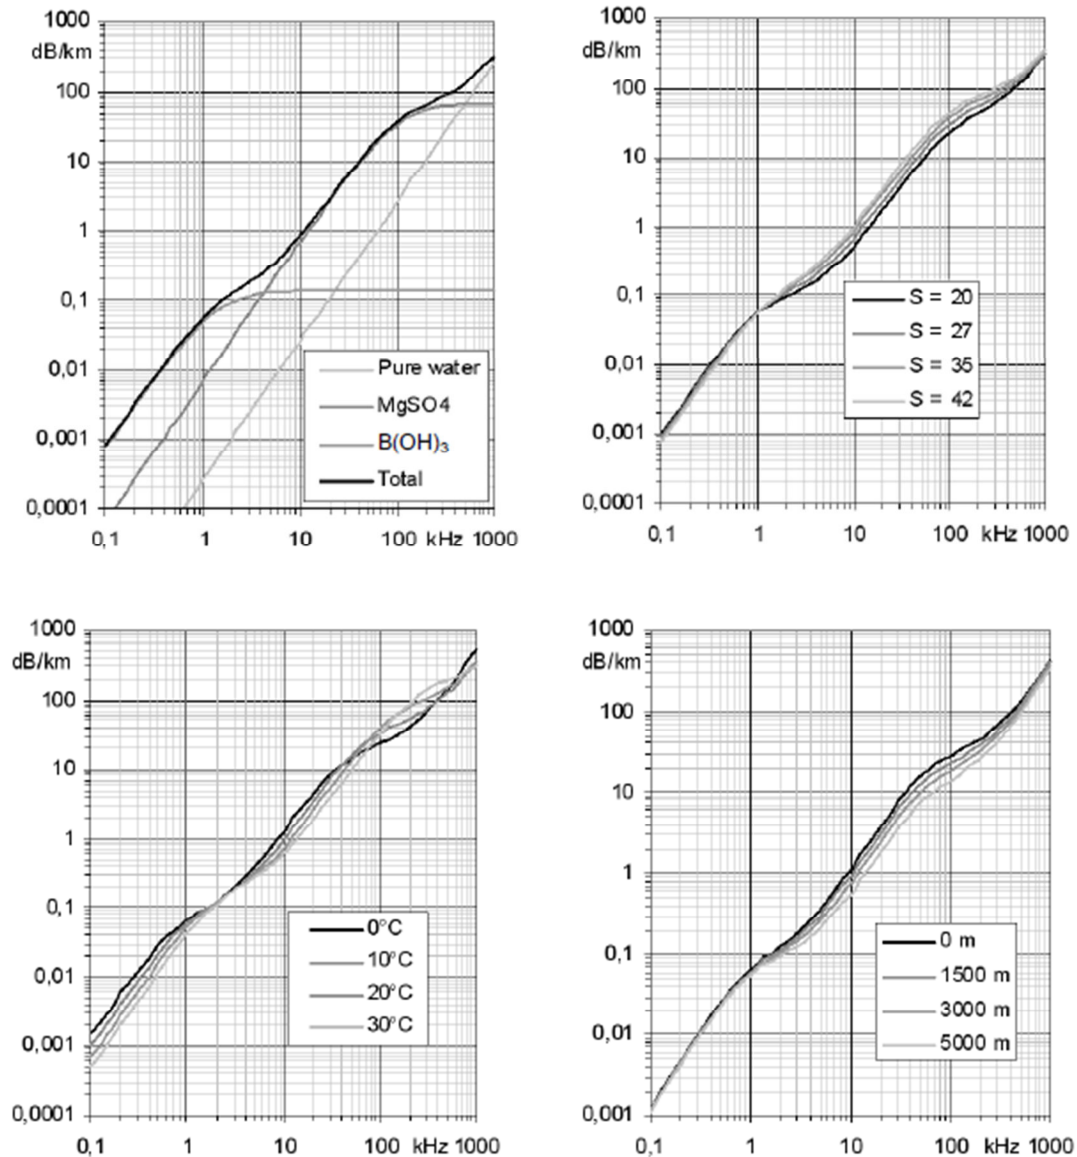 1000
dB/km
100
10
1
0,1
0,01
0,001
0,0001
0,1 1 10 100 kHz 1000
Pure water
MgSO4
B(OH)₃
Total
1000
dB/km
100
10
1
0,1
0,01
0,001
0,0001
0,1 1 10 100 kHz 1000
S = 20
S = 27
S = 35
S = 42
1000
dB/km
100
10
1
0,1
0,01
0,001
0,0001
0,1 1 10 100 kHz 1000
0°C
10°C
20°C
30°C
1000
dB/km
100
10
1
0,1
0,01
0,001
0,1 1 10 100 kHz 1000
0 m
1500 m
3000 m
5000 m